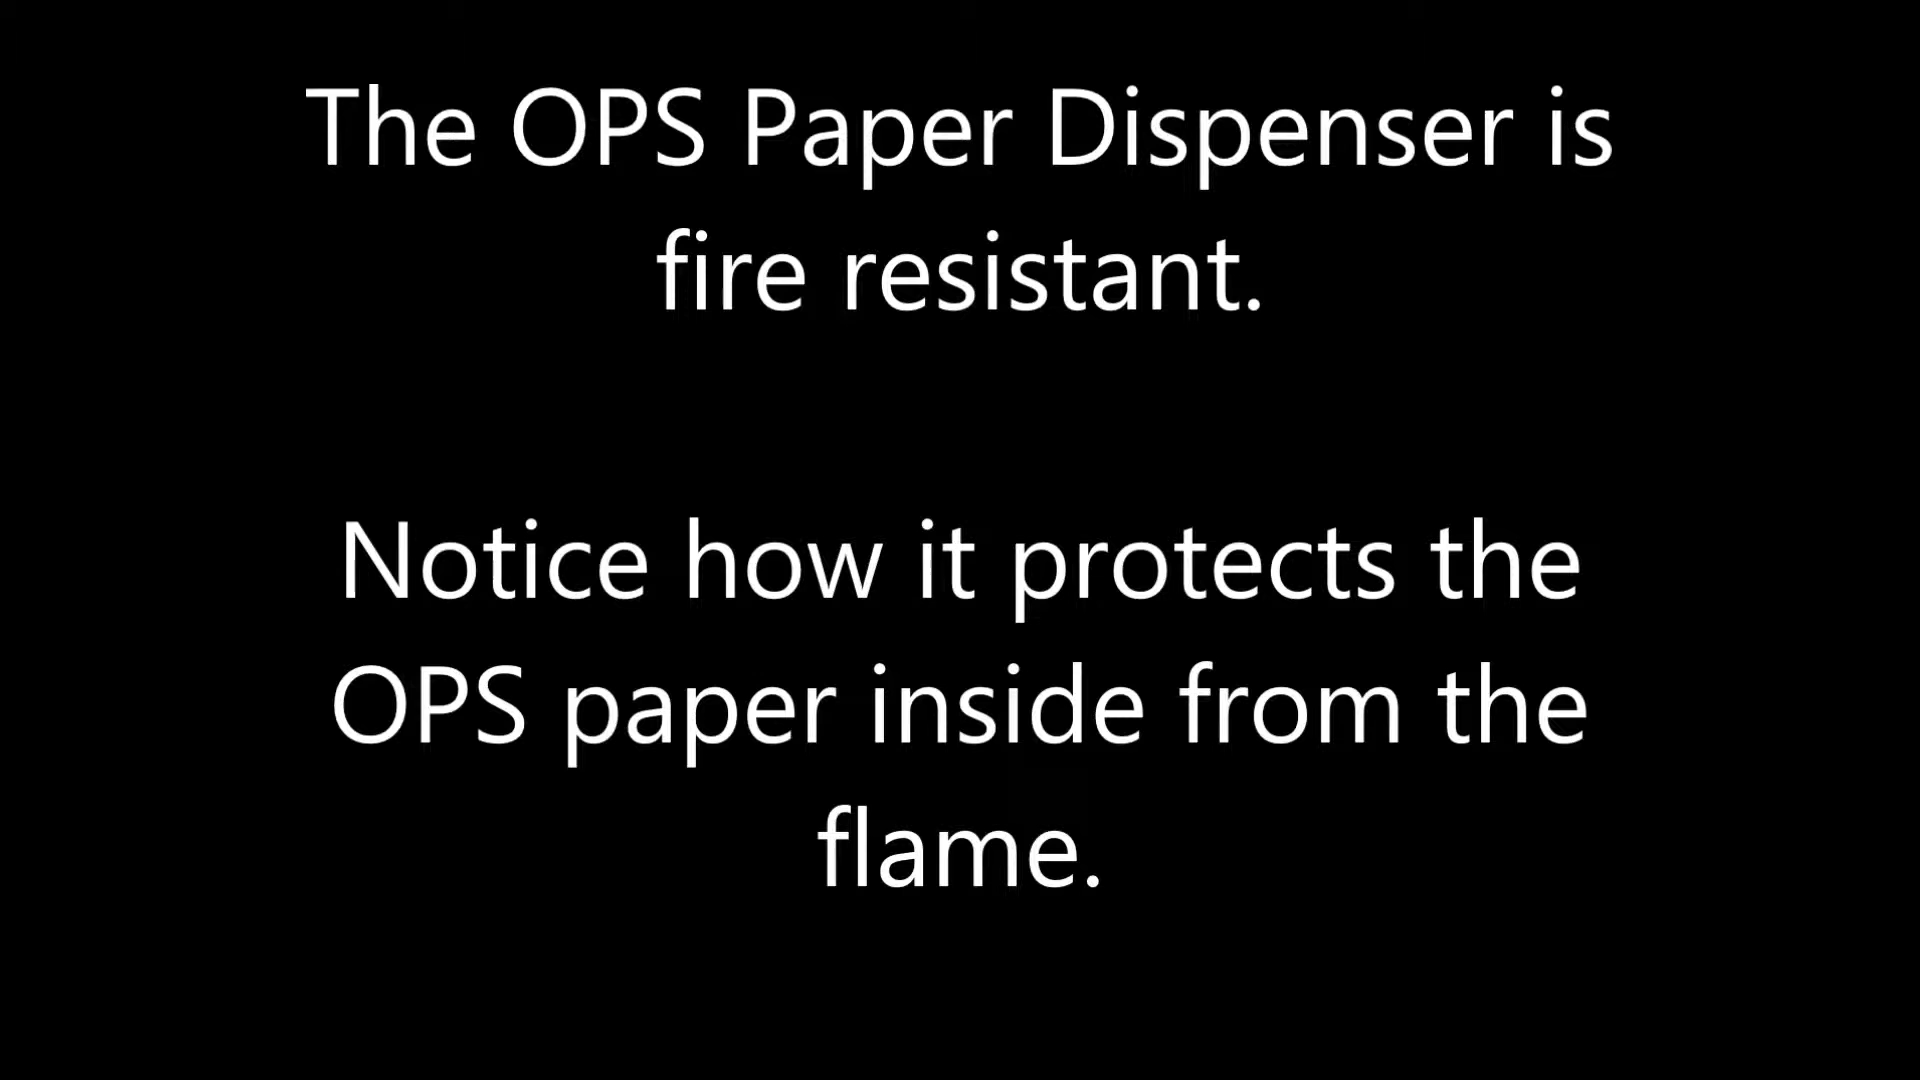 The OPS Paper Dispenser is
fire resistant.
Notice how it protects the
OPS paper inside from the
flame.